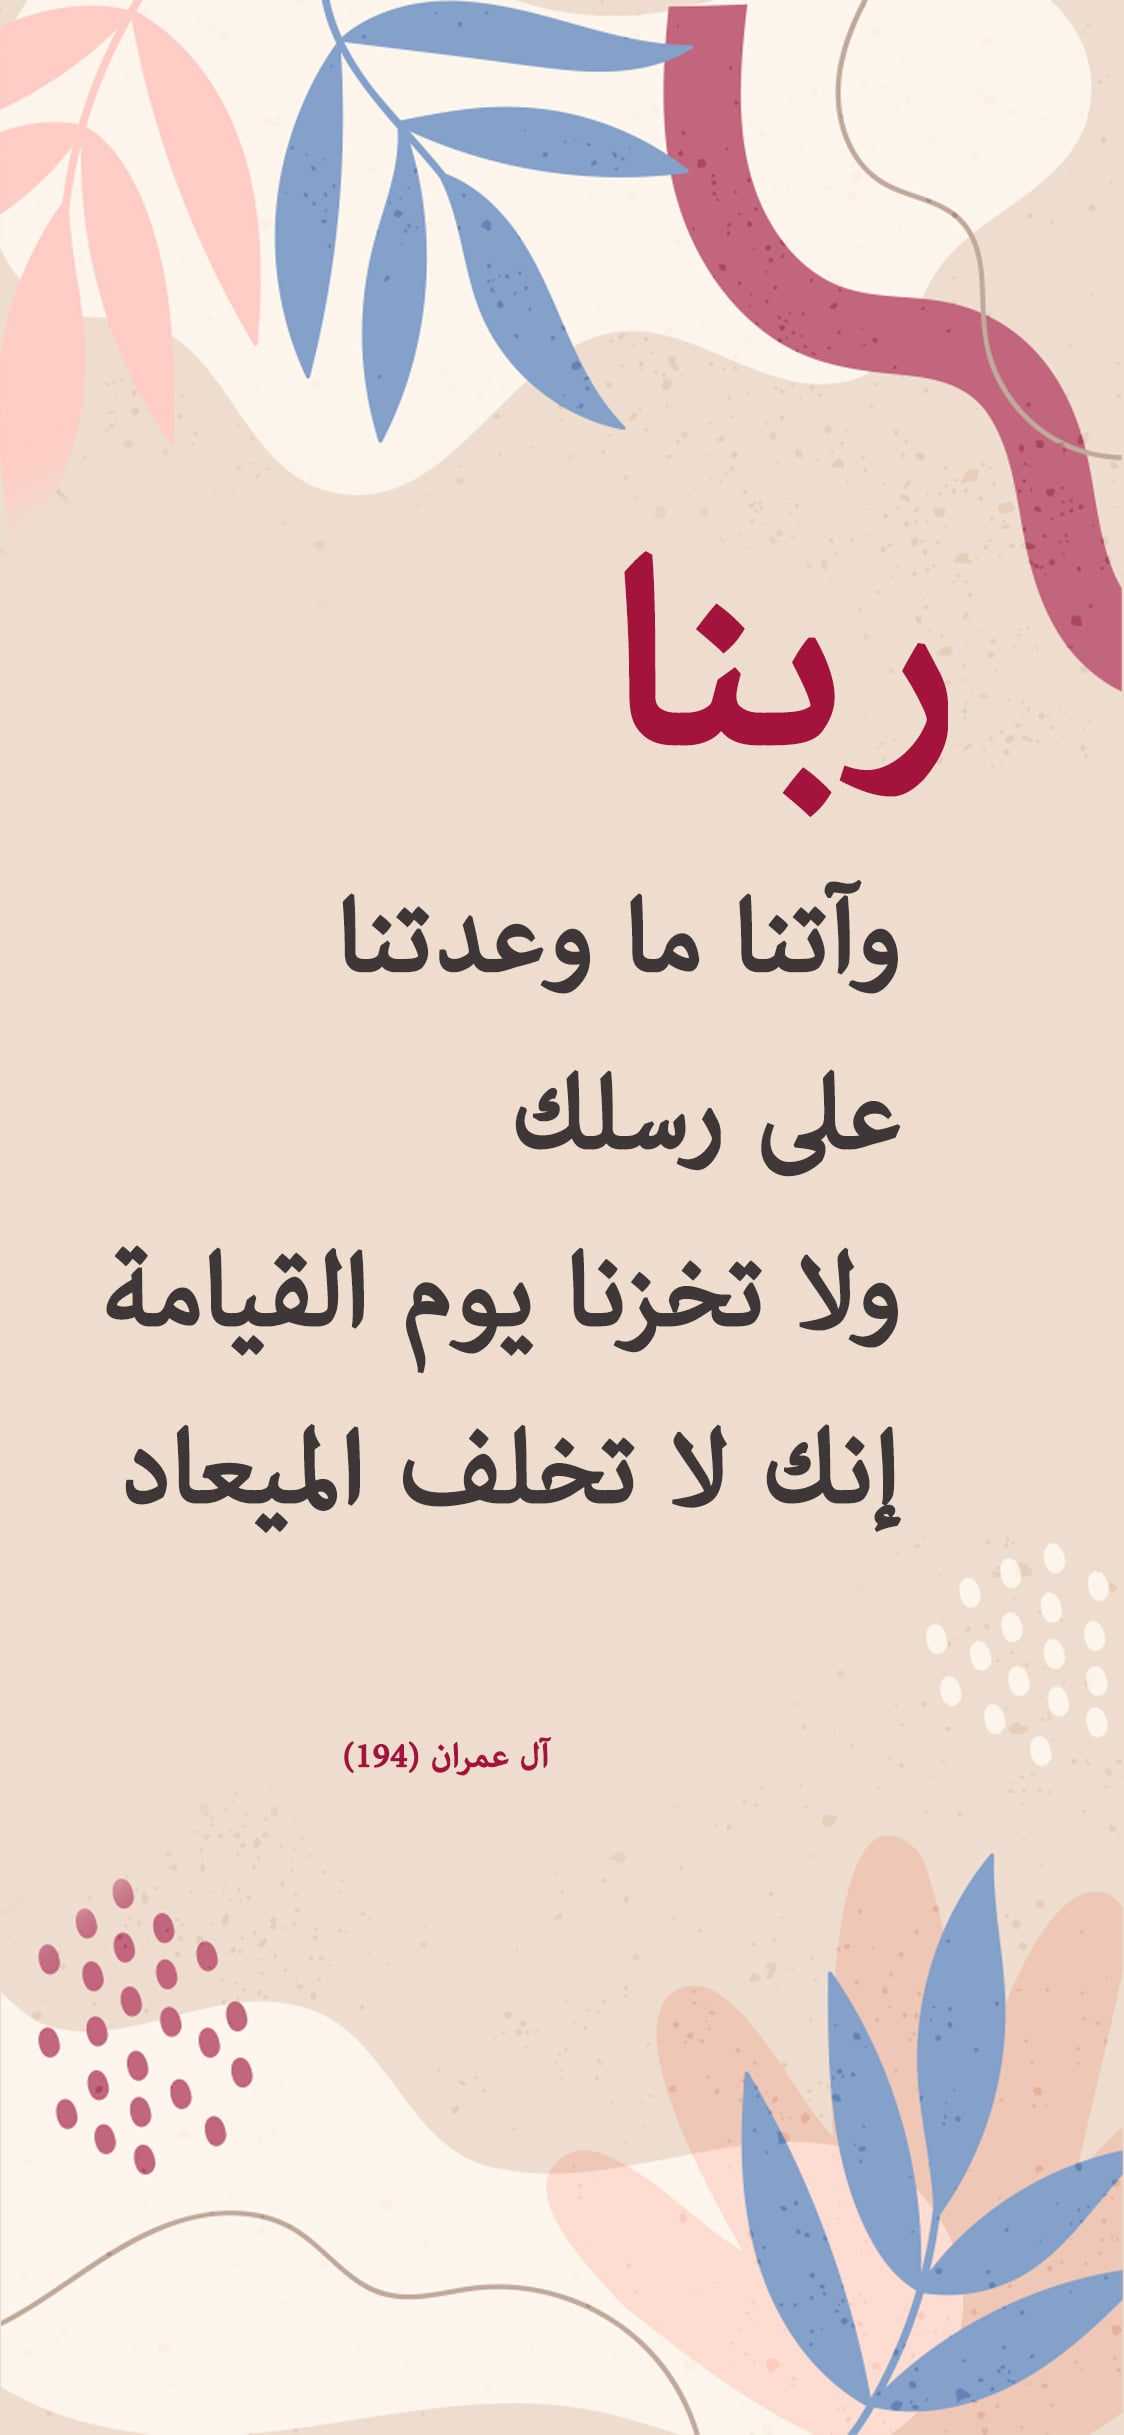 ربنا
وآتنا ما وعدتنا
على رسلك
ولا تخزنا يوم القيامة
إنك لا تخلف الميعاد
آل عمران (194)